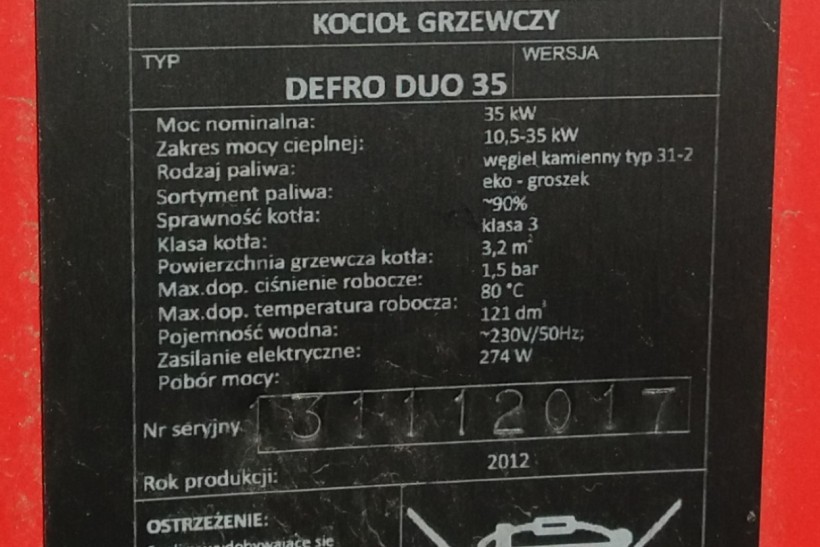 KOCIOŁ GRZEWCZY
TYP WERSJA
DEFRO DUO 35
Moc nominalna: 35 kW
Zakres mocy cieplnej: 10,5-35 kW
Rodzaj paliwa: węgiel kamienny typ 31-2
Sortyment paliwa: eko - groszek
Sprawność kotła: ~90%
Klasa kotła: klasa 3
Powierzchnia grzewcza kotła: 3,2 m²
Max.dop. ciśnienie robocze: 1,5 bar
Max.dop. temperatura robocza: 80 °C
Pojemność wodna: 121 dm³
Zasilanie elektryczne: ~230V/50Hz;
Pobór mocy: 274 W
Nr seryjny 31112017
Rok produkcji: 2012
OSTRZEŻENIE:
się